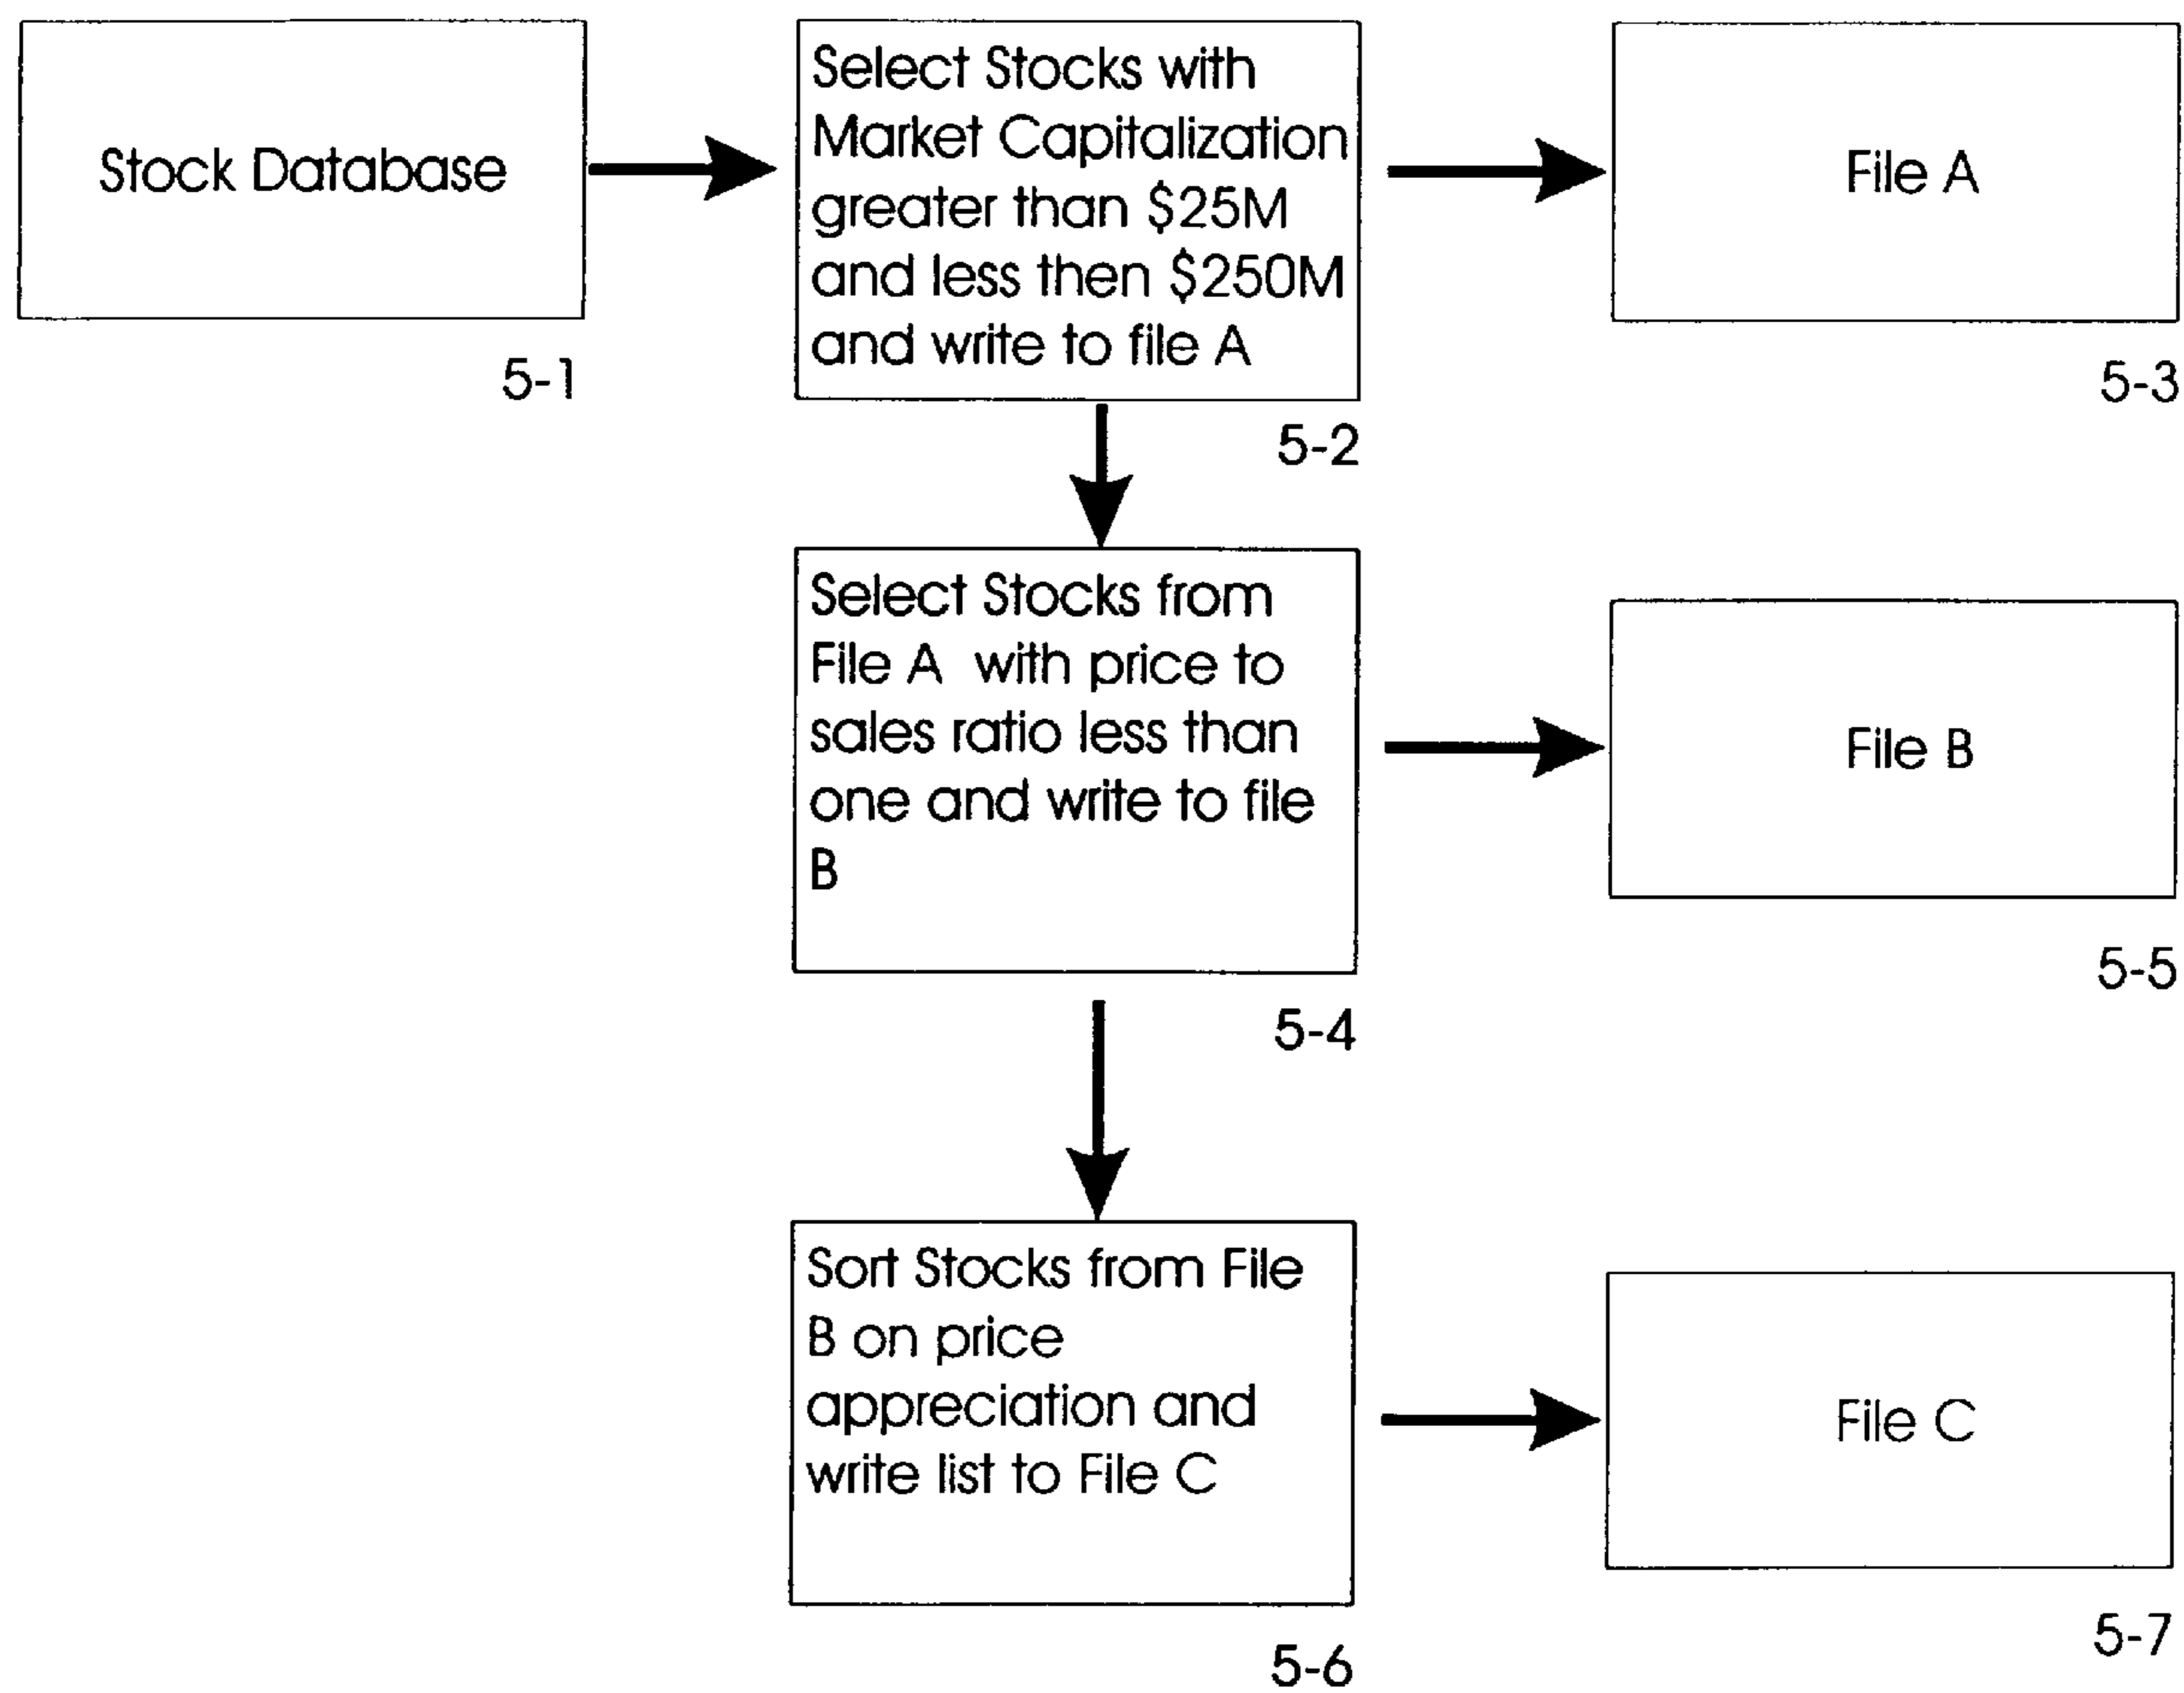 Stock Database
5-1
Select Stocks with
Market Capitalization
greater than $25M
and less then $250M
and write to file A
5-2
File A
5-3
Select Stocks from
File A  with price to
sales ratio less than
one and write to file
B
5-4
File B
5-5
Sort Stocks from File
B on price
appreciation and
write list to File C
5-6
File C
5-7